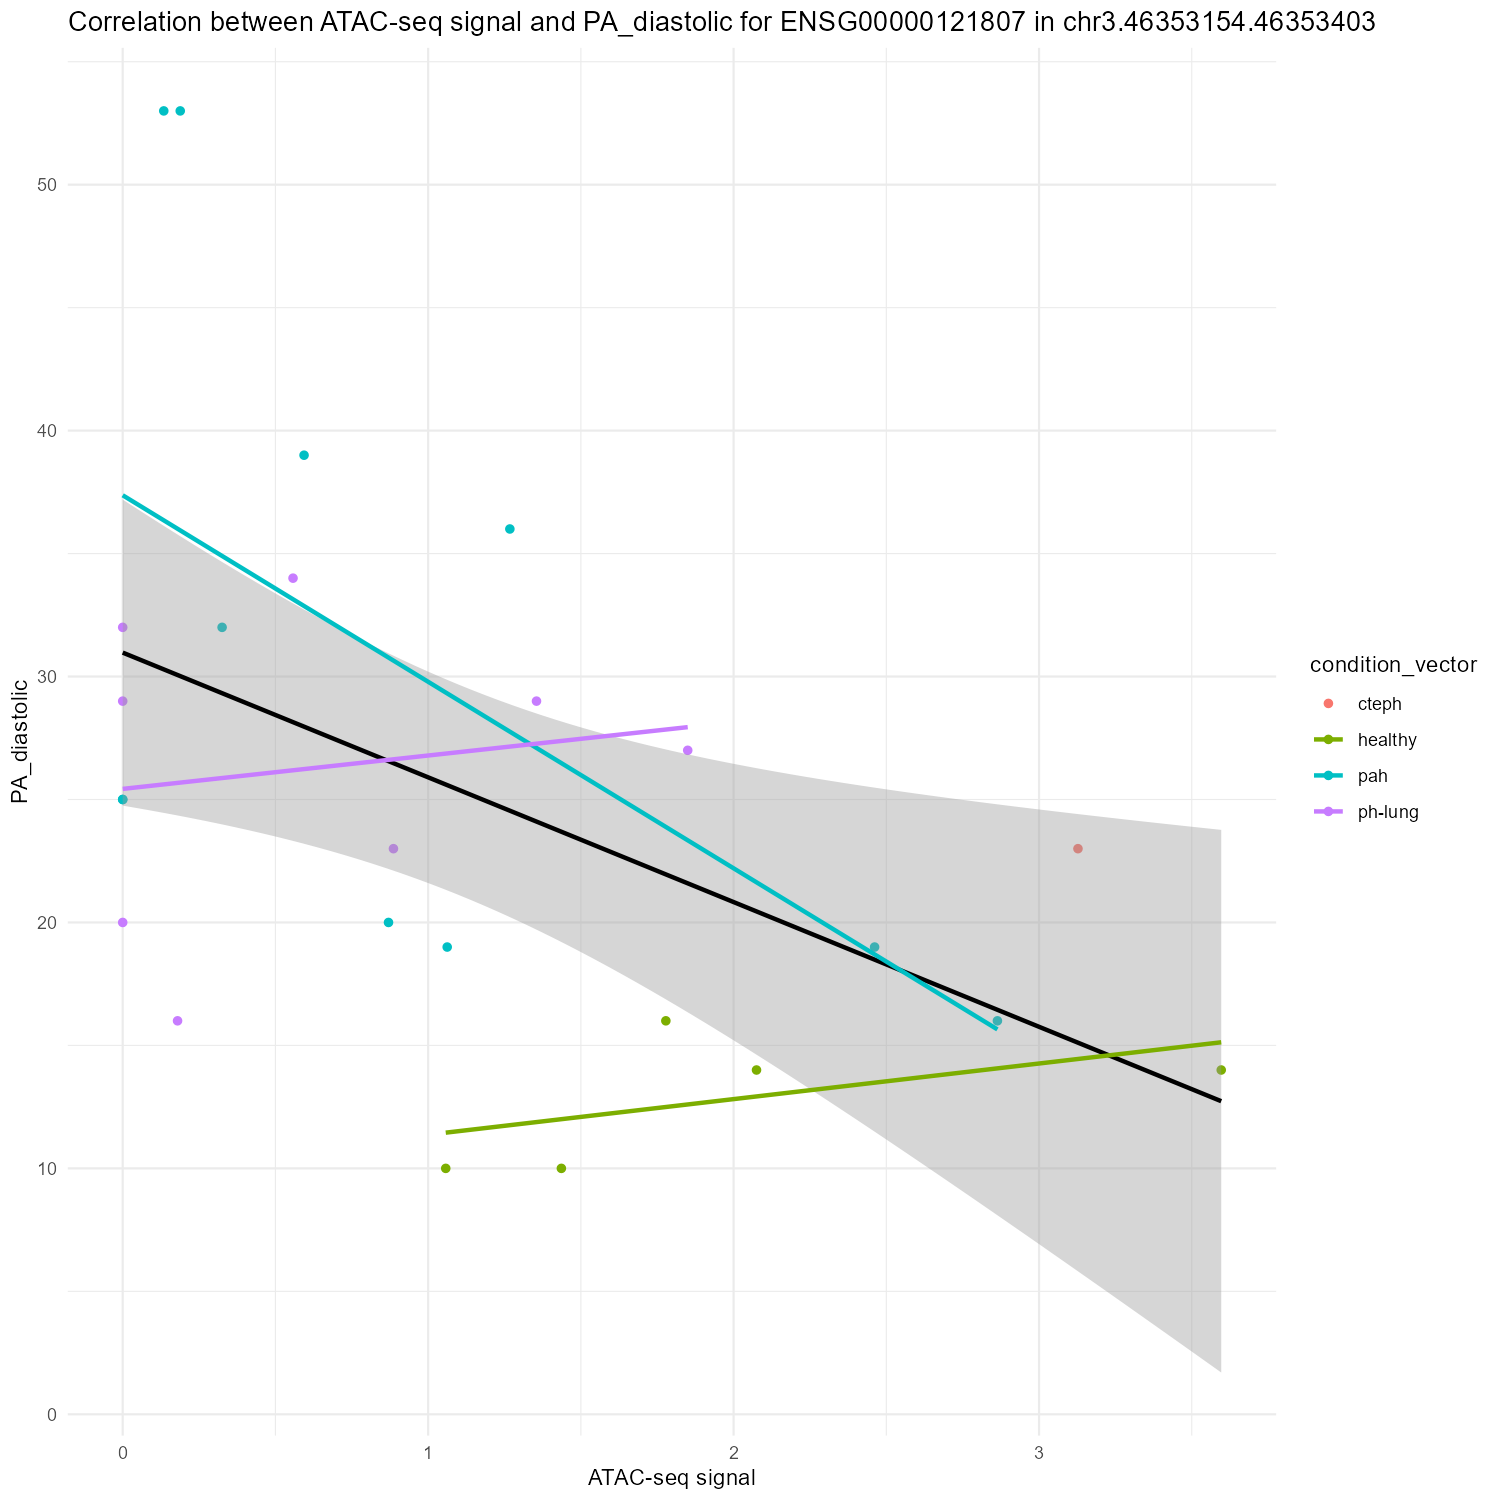 Correlation between ATAC-seq signal and PA_diastolic for ENSG00000121807 in chr3.46353154.46353403
50
40
30
20
10
0
PA_diastolic
0 1 2 3
ATAC-seq signal
condition_vector
cteph
healthy
pah
ph-lung